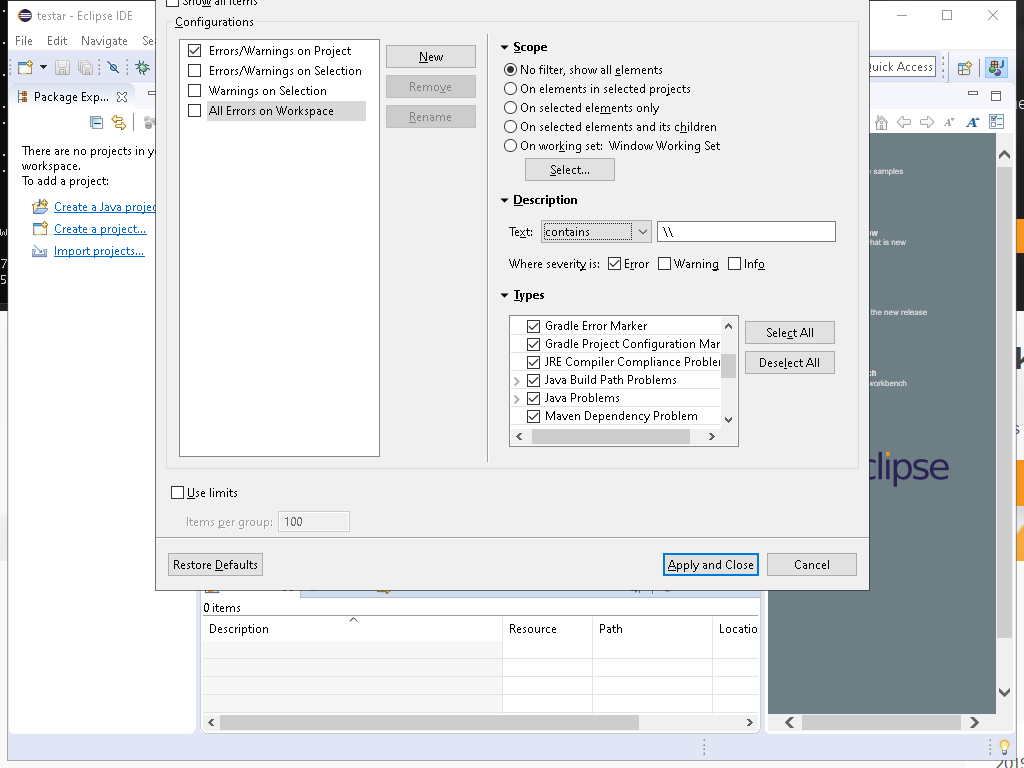 testar - Eclipse IDE
File Edit Navigate Se
Quick Access
Package Exp...
There are no projects in y
workspace.
To add a project:
Create a Java projec
Create a project...
Import projects...
Show all items
Configurations
Errors/Warnings on Project
Errors/Warnings on Selection
Warnings on Selection
All Errors on Workspace
New
Remove
Rename
Scope
No filter, show all elements
On elements in selected projects
On selected elements only
On selected elements and its children
On working set: Window Working Set
Select...
Description
Text: contains \\
Where severity is: Error Warning Info
Types
Gradle Error Marker
Gradle Project Configuration Mar
JRE Compiler Compliance Probler
Java Build Path Problems
Java Problems
Maven Dependency Problem
Select All
Deselect All
Use limits
Items per group: 100
Restore Defaults
Apply and Close
Cancel
samples
hat is new
the new release
workbench
clipse
0 items
Description Resource Path Locatio
2019